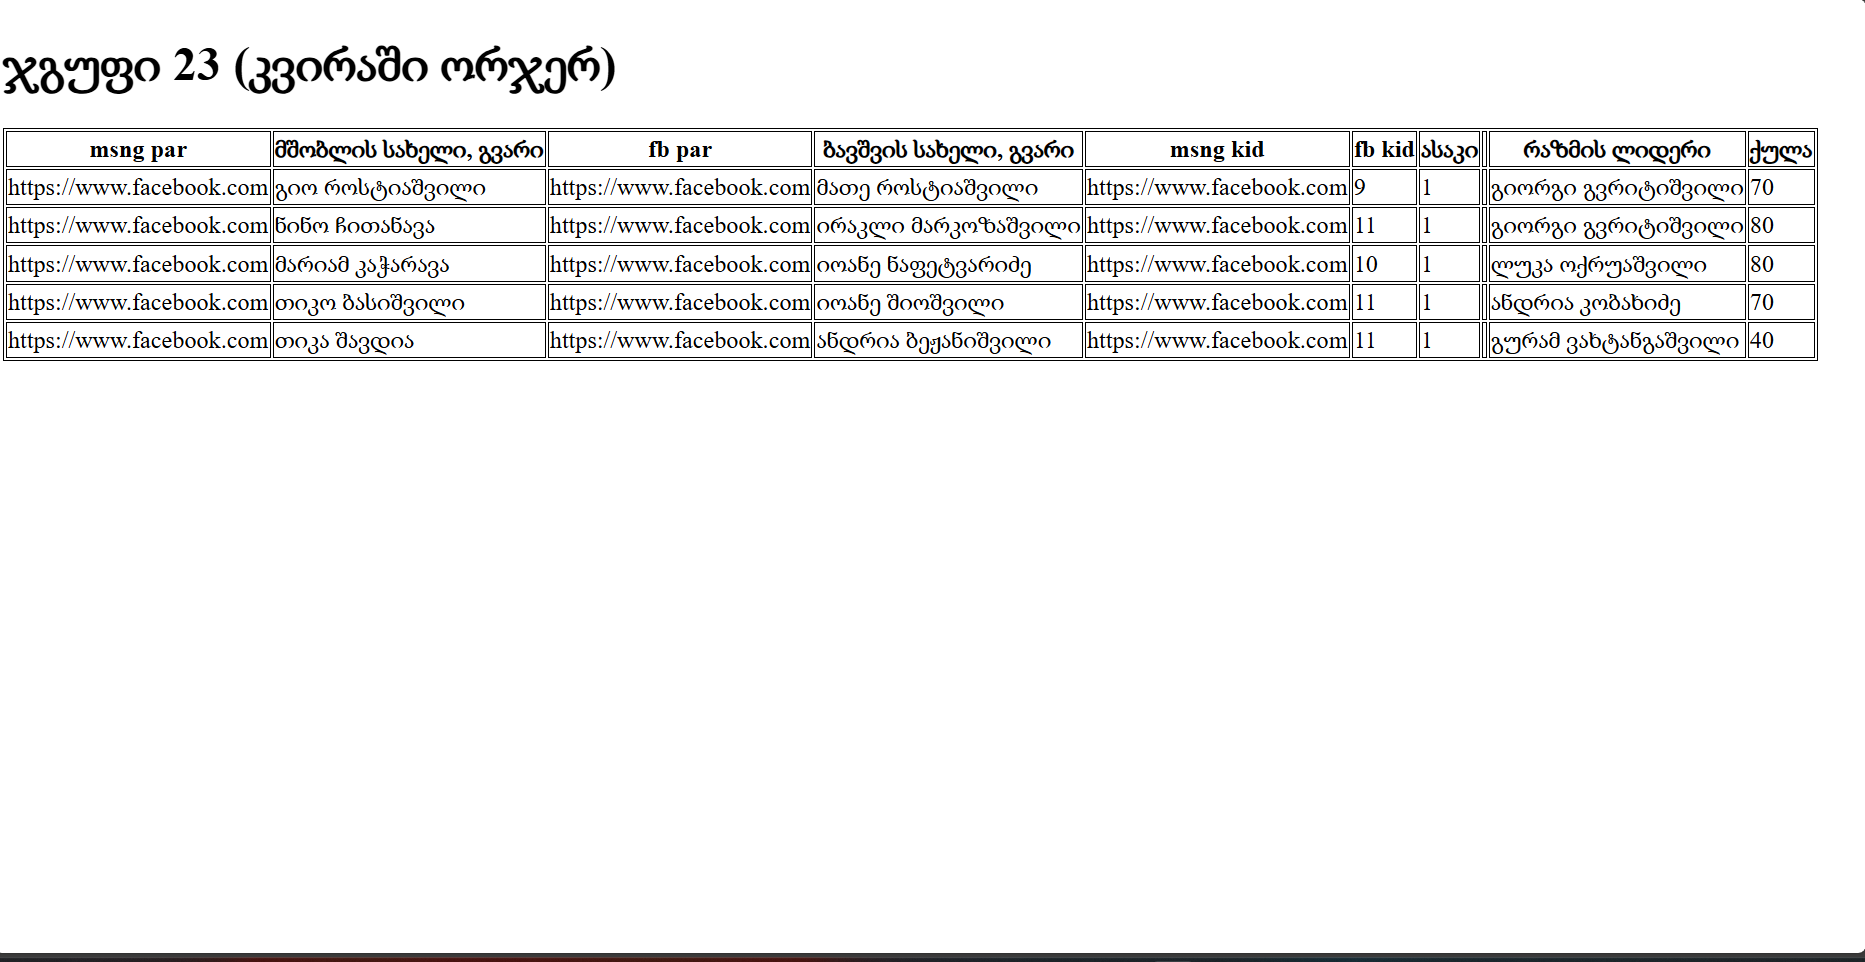 ჯგუფი 23 (კვირაში ორჯერ)
msng par მშობლის სახელი, გვარი fb par ბავშვის სახელი, გვარი msng kid fb kid ასაკი რაზმის ლიდერი ქულა
https://www.facebook.com გიო როსტიაშვილი https://www.facebook.com მათე როსტიაშვილი https://www.facebook.com 9 1 გიორგი გვრიტიშვილი 70
https://www.facebook.com ნინო ჩითანავა https://www.facebook.com ირაკლი მარკოზაშვილი https://www.facebook.com 11 1 გიორგი გვრიტიშვილი 80
https://www.facebook.com მარიამ კაჭარავა https://www.facebook.com იოანე ნაფეტვარიძე https://www.facebook.com 10 1 ლუკა ოქრუაშვილი 80
https://www.facebook.com თიკო ბასიშვილი https://www.facebook.com იოანე შიოშვილი https://www.facebook.com 11 1 ანდრია კობახიძე 70
https://www.facebook.com თიკა შავდია https://www.facebook.com ანდრია ბეჟანიშვილი https://www.facebook.com 11 1 გურამ ვახტანგაშვილი 40